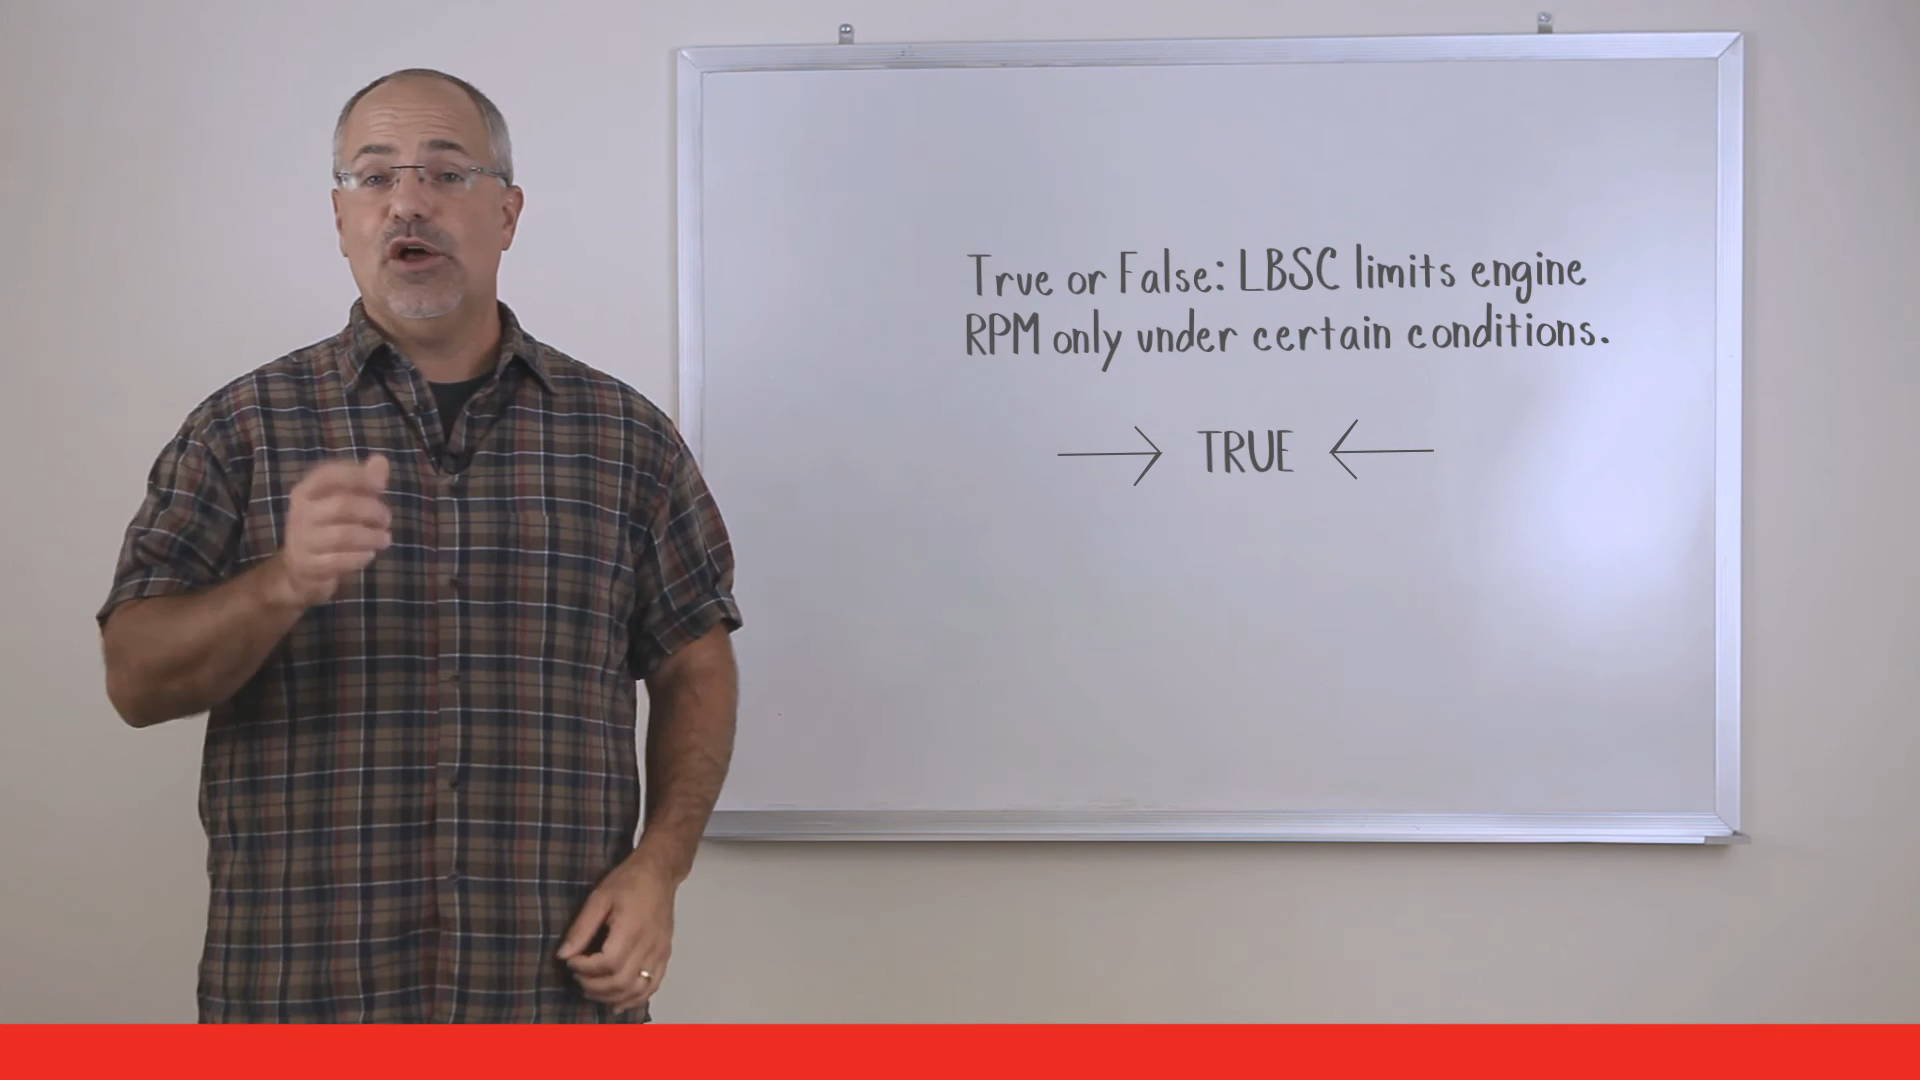 True or False: LBSC limits engine
RPM only under certain conditions.
TRUE